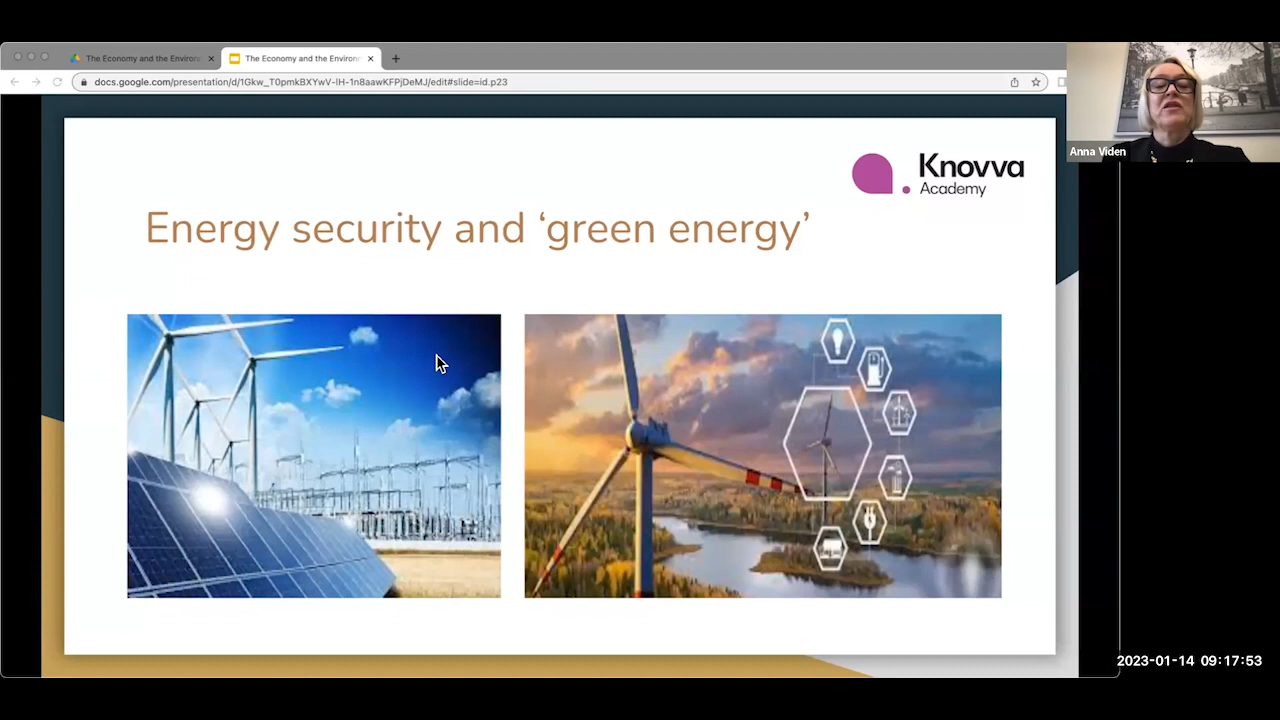 The Economy and the Environ
The Economy and the Environ
docs.google.com/presentation/d/1Gkw_T0pmkBXYwV-lH-1n8aawKFPjDeMJ/edit#slide=id.p23
Anna Viden
Knovva
Academy
Energy security and ‘green energy’
2023-01-14 09:17:53